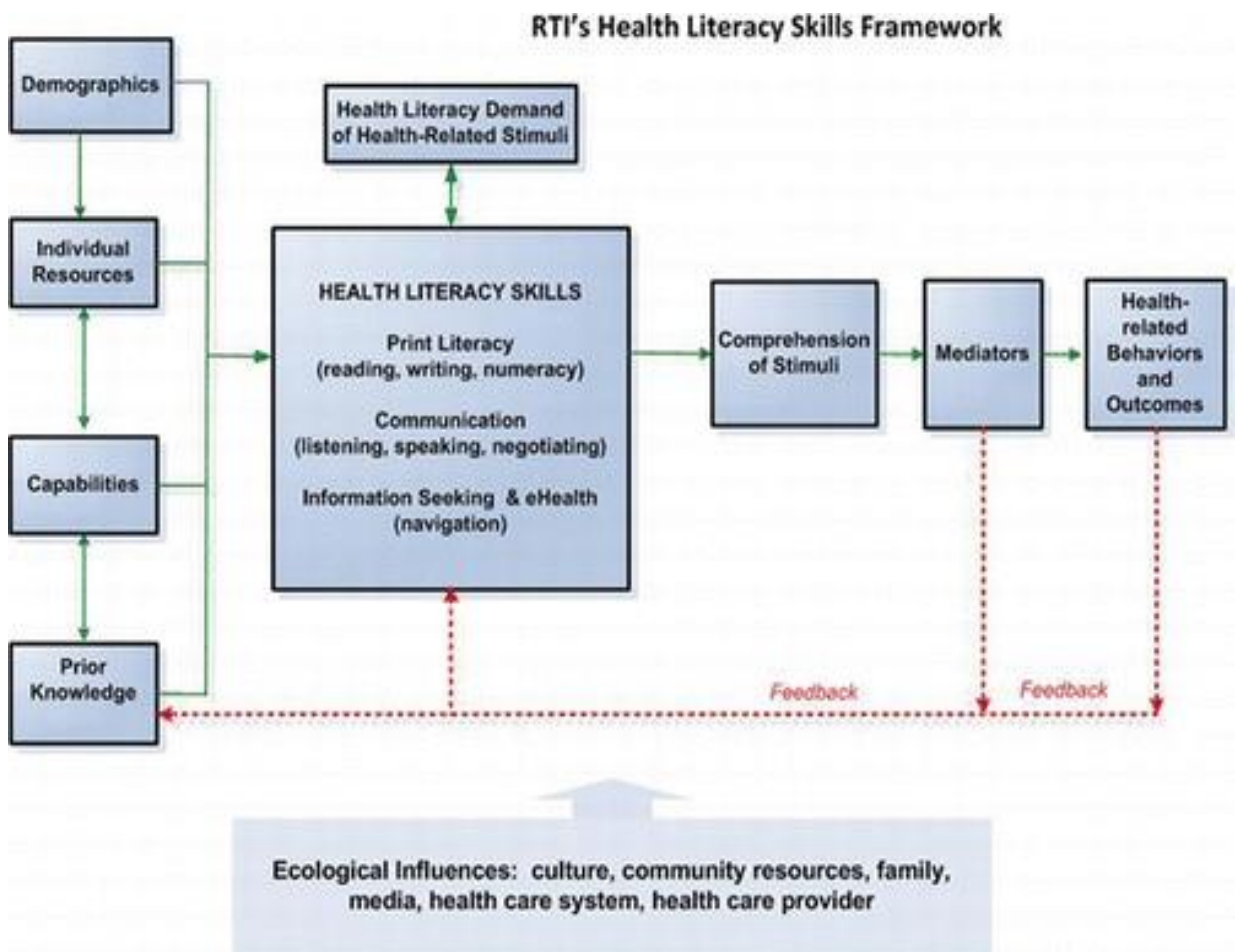 RTI's Health Literacy Skills Framework
Demographics
Health Literacy Demand
of Health-Related Stimuli
Individual
Resources
HEALTH LITERACY SKILLS
Print Literacy
(reading, writing, numeracy)
Communication
(listening, speaking, negotiating)
Information Seeking & eHealth
(navigation)
Comprehension
of Stimuli
Mediators
Health-
related
Behaviors
and
Outcomes
Capabilities
Prior
Knowledge
Feedback
Feedback
Ecological Influences: culture, community resources, family,
media, health care system, health care provider